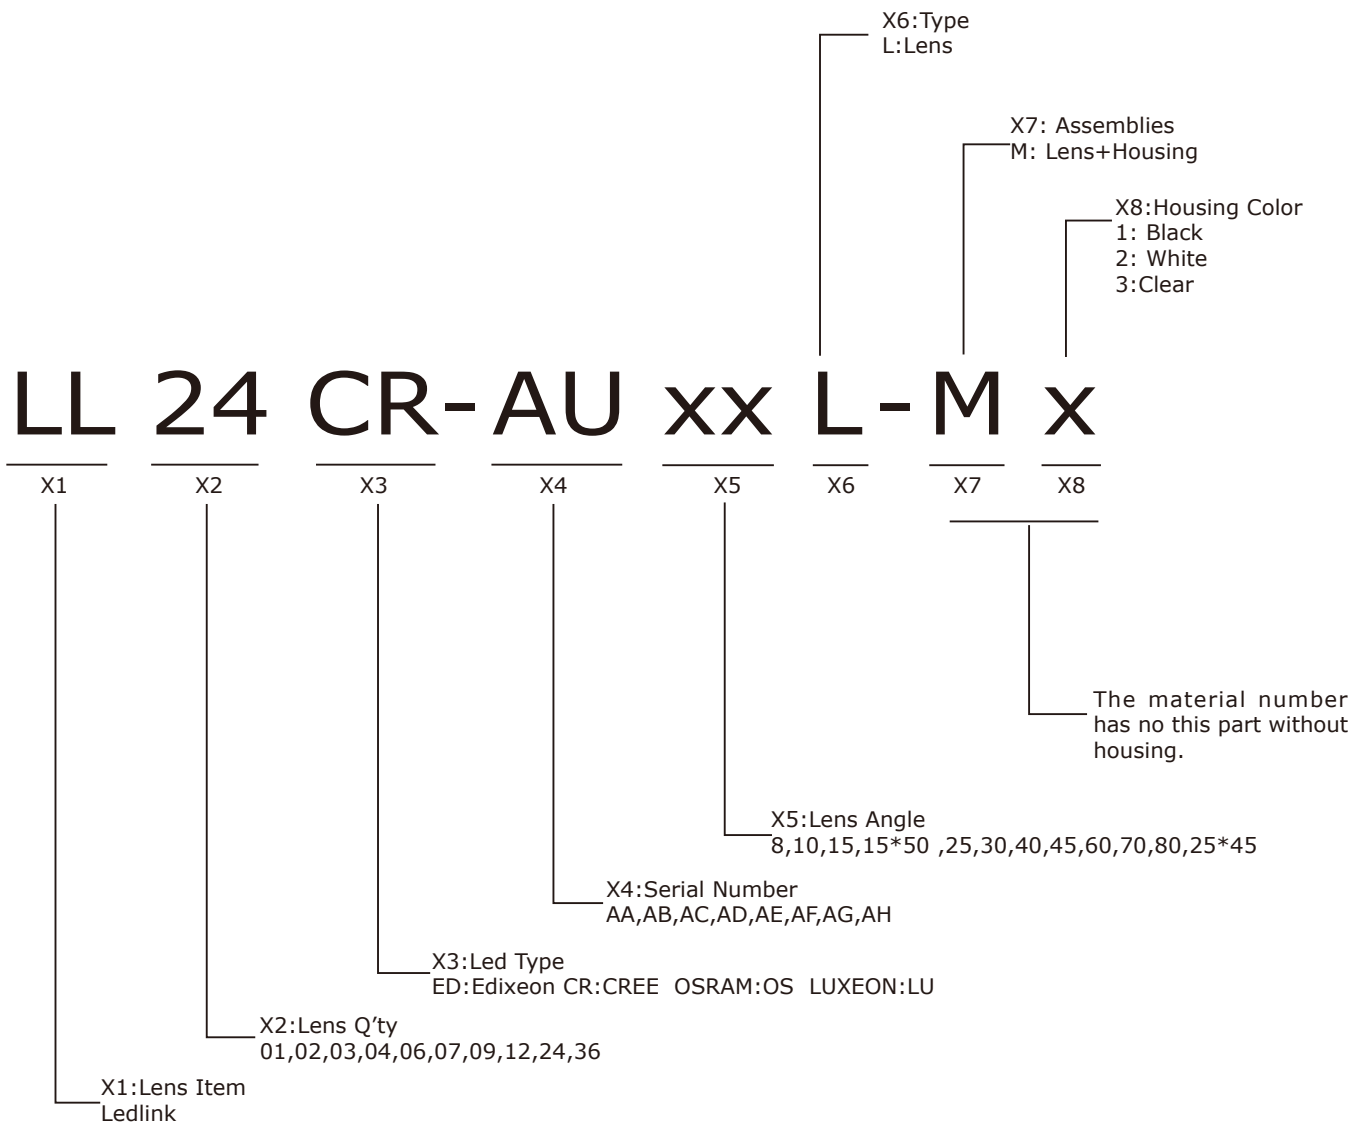 X6:Type
L:Lens
X7: Assemblies
M: Lens+Housing
X8:Housing Color
1: Black
2: White
3:Clear
LL 24 CR-AU xx L-M x
X1 X2 X3 X4 X5 X6 X7 X8
The material number
has no this part without
housing.
X5:Lens Angle
8,10,15,15*50 ,25,30,40,45,60,70,80,25*45
X4:Serial Number
AA,AB,AC,AD,AE,AF,AG,AH
X3:Led Type
ED:Edixeon CR:CREE  OSRAM:OS  LUXEON:LU
X2:Lens Q’ty
01,02,03,04,06,07,09,12,24,36
X1:Lens Item
Ledlink